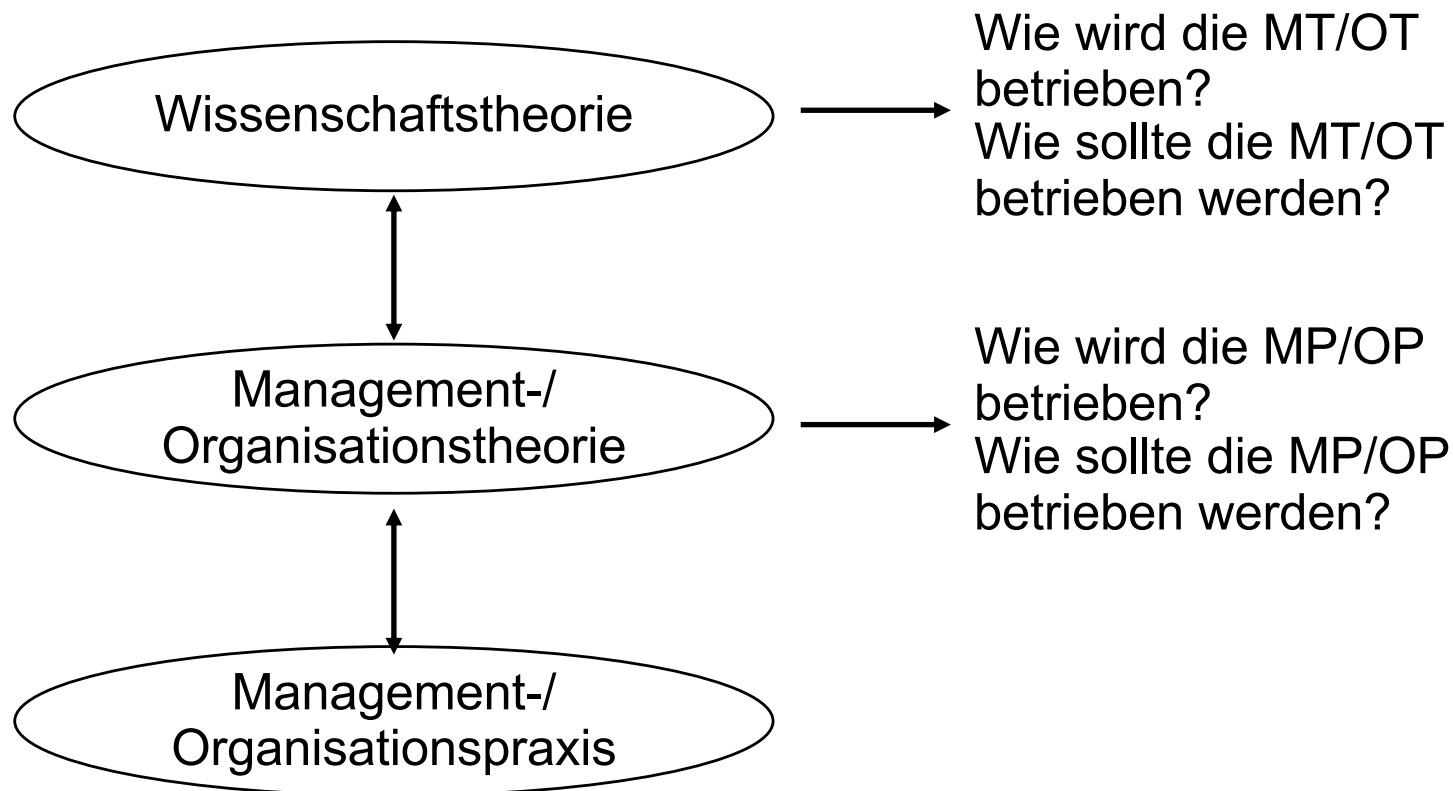 Wissenschaftstheorie
Wie wird die MT/OT
betrieben?
Wie sollte die MT/OT
betrieben werden?
Management-/
Organisationstheorie
Wie wird die MP/OP
betrieben?
Wie sollte die MP/OP
betrieben werden?
Management-/
Organisationspraxis